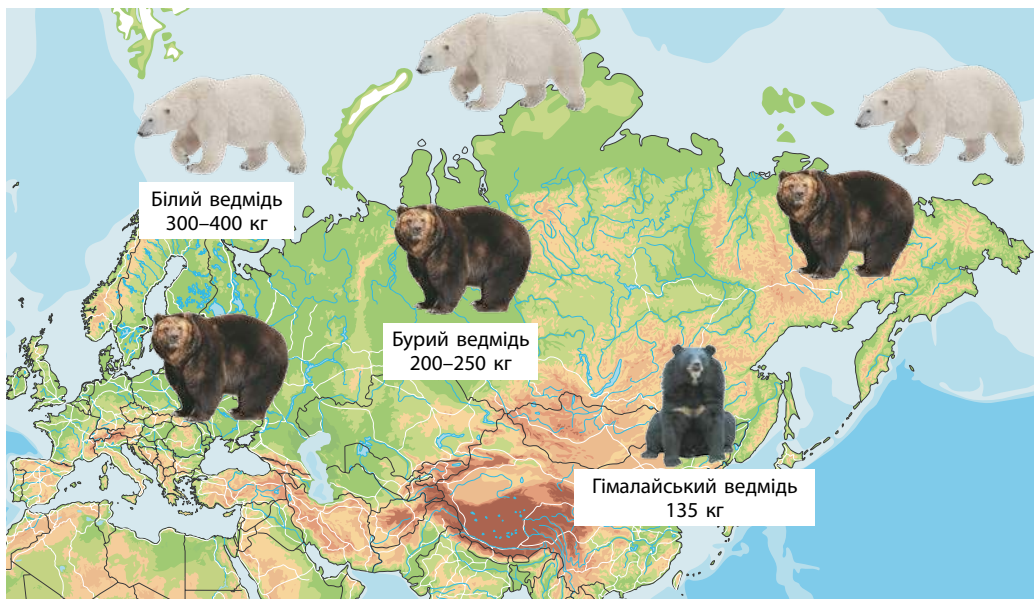 Білий ведмідь
300–400 кг
Бурий ведмідь
200–250 кг
Гімалайський ведмідь
135 кг